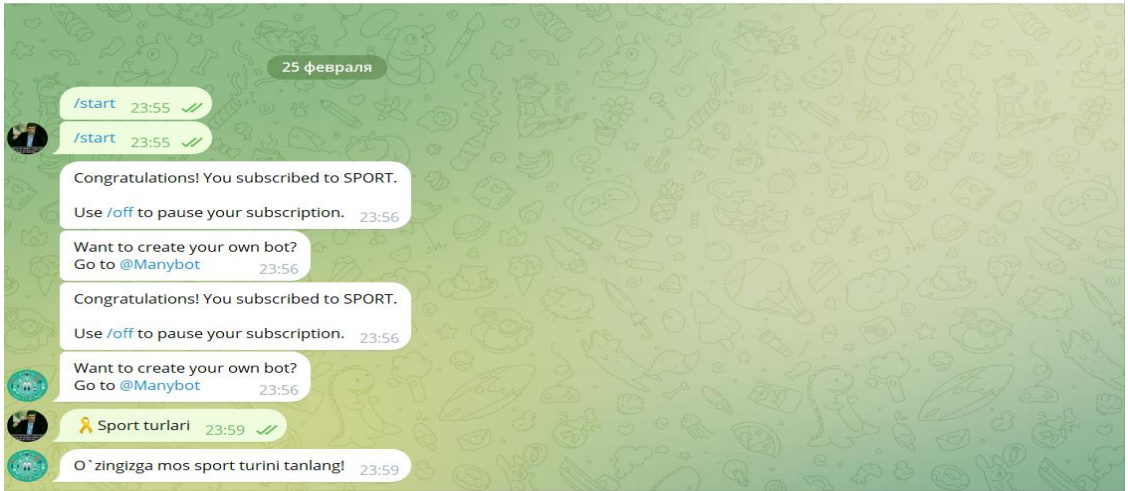 25 февраля
/start 23:55
/start 23:55
Congratulations! You subscribed to SPORT.
Use /off to pause your subscription. 23:56
Want to create your own bot?
Go to @Manybot 23:56
Congratulations! You subscribed to SPORT.
Use /off to pause your subscription. 23:56
Want to create your own bot?
Go to @Manybot 23:56
Sport turlari 23:59
O`zingizga mos sport turini tanlang! 23:59